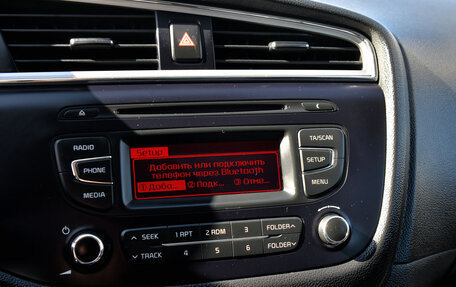 RADIO
PHONE
MEDIA
Setup
Добавить или подключить
телефон через Bluetooth
① Доба... ② Подк... ③ Отме...
TA/SCAN
SETUP
MENU
SEEK
TRACK
1 RPT 2 RDM 3
4 5 6
FOLDER
FOLDER